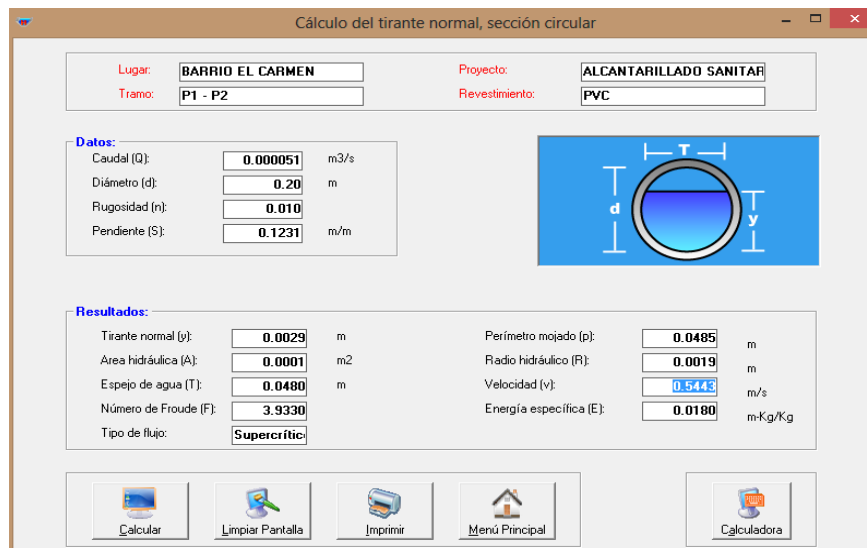 Cálculo del tirante normal, sección circular
Lugar: BARRIO EL CARMEN Proyecto: ALCANTARILLADO SANITAR
Tramo: P1 - P2 Revestimiento: PVC
Datos:
Caudal (Q): 0.000051 m3/s
Diámetro (d): 0.20 m
Rugosidad (n): 0.010
Pendiente (S): 0.1231 m/m
T
d
y
Resultados:
Tirante normal (y): 0.0029 m Perímetro mojado (p): 0.0485 m
Area hidráulica (A): 0.0001 m2 Radio hidráulico (R): 0.0019 m
Espejo de agua (T): 0.0480 m Velocidad (v): 0.5443 m/s
Número de Froude (F): 3.9330 Energía específica (E): 0.0180 m-Kg/Kg
Tipo de flujo: Supercrític
Calcular Limpiar Pantalla Imprimir Menú Principal Calculadora